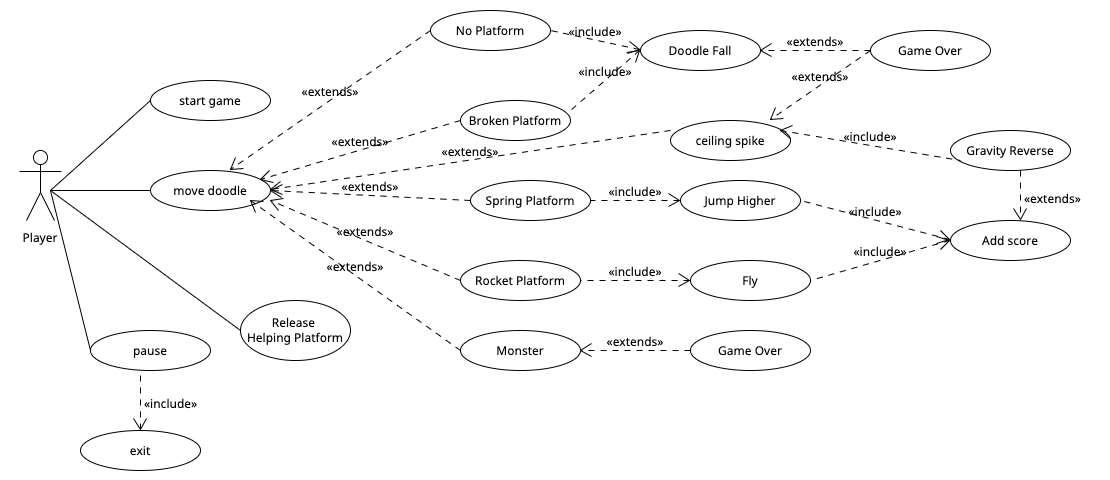 No Platform
«include»
Doodle Fall
«extends»
Game Over
«include»
«extends»
«extends»
start game
Broken Platform
«extends»
ceiling spike
«include»
Gravity Reverse
«extends»
move doodle
«extends»
Spring Platform
«include»
Jump Higher
«extends»
Player
«include»
«extends»
Add score
«include»
«extends»
Rocket Platform
«include»
Fly
Release
Helping Platform
pause
Monster
«extends»
Game Over
«include»
exit